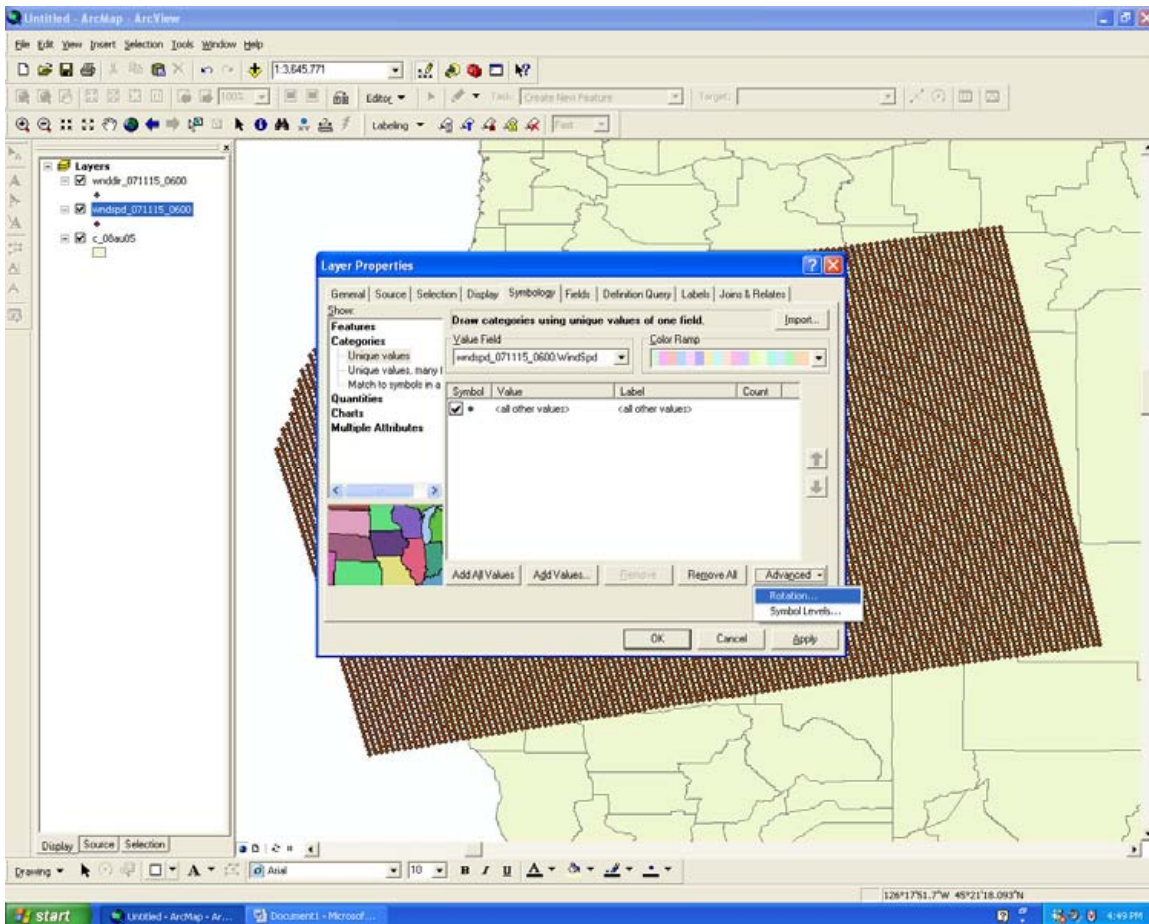 Untitled - ArcMap - ArcView
File Edit View Insert Selection Tools Window Help
1:3,645,771
100% Editor Task: Create New Feature Target:
Labeling Fast
Layers
wnddir_071115_0600
wndspd_071115_0600
c_08au05
Layer Properties
General Source Selection Display Symbology Fields Definition Query Labels Joins & Relates
Show:
Features
Categories
Unique values
Unique values, many f
Match to symbols in a
Quantities
Charts
Multiple Attributes
Draw categories using unique values of one field.
Import...
Value Field
wndspd_071115_0600.WindSpd
Color Ramp
Symbol Value Label Count
<all other values> <all other values>
Add All Values Add Values... Remove Remove All Advanced
Rotation...
Symbol Levels...
OK Cancel Apply
Display Source Selection
Drawing A Arial 10 B I U A
126°17'51.7"W 45°21'18.093"N
start Untitled - ArcMap - Ar... Document1 - Microsof... 4:49 PM